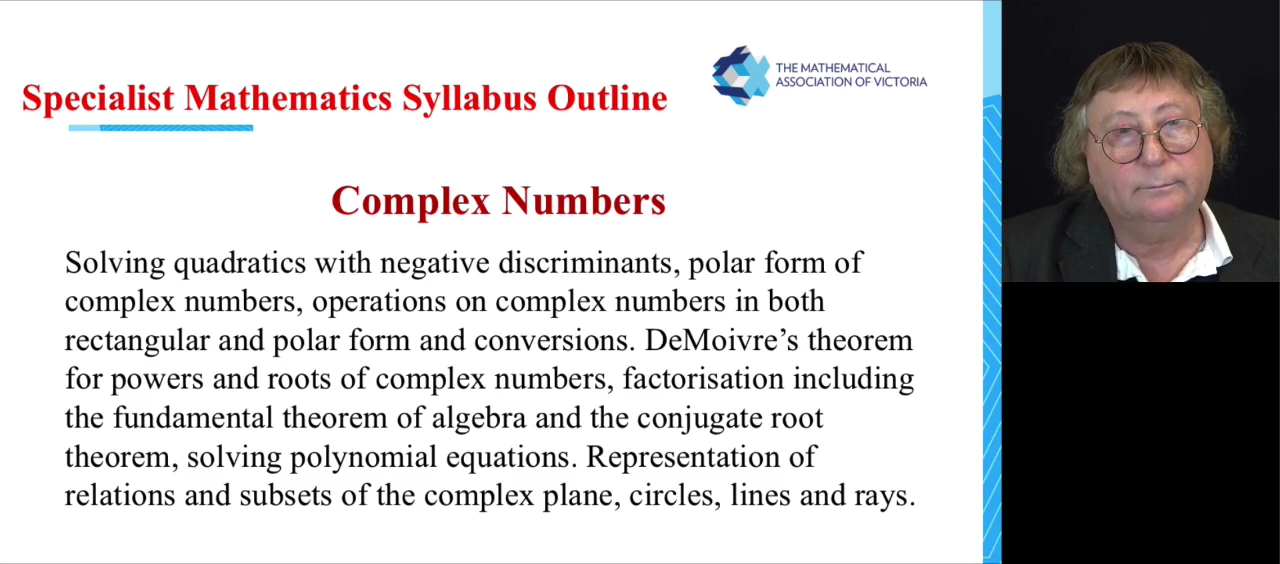 THE MATHEMATICAL
ASSOCIATION OF VICTORIA
Specialist Mathematics Syllabus Outline
Complex Numbers
Solving quadratics with negative discriminants, polar form of
complex numbers, operations on complex numbers in both
rectangular and polar form and conversions. DeMoivre’s theorem
for powers and roots of complex numbers, factorisation including
the fundamental theorem of algebra and the conjugate root
theorem, solving polynomial equations. Representation of
relations and subsets of the complex plane, circles, lines and rays.